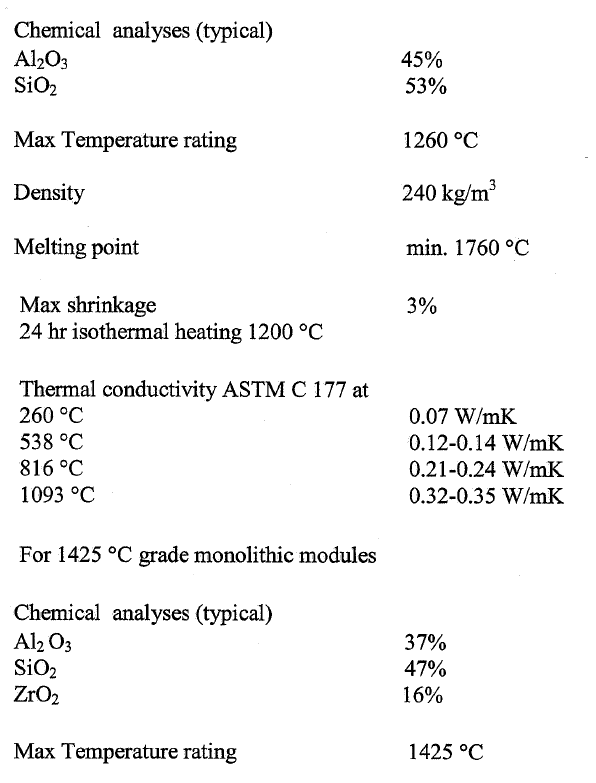 Chemical analyses (typical)
Al₂O₃ 45%
SiO₂ 53%
Max Temperature rating 1260 °C
Density 240 kg/m³
Melting point min. 1760 °C
Max shrinkage 3%
24 hr isothermal heating 1200 °C
Thermal conductivity ASTM C 177 at
260 °C 0.07 W/mK
538 °C 0.12-0.14 W/mK
816 °C 0.21-0.24 W/mK
1093 °C 0.32-0.35 W/mK
For 1425 °C grade monolithic modules
Chemical analyses (typical)
Al₂ O₃ 37%
SiO₂ 47%
ZrO₂ 16%
Max Temperature rating 1425 °C